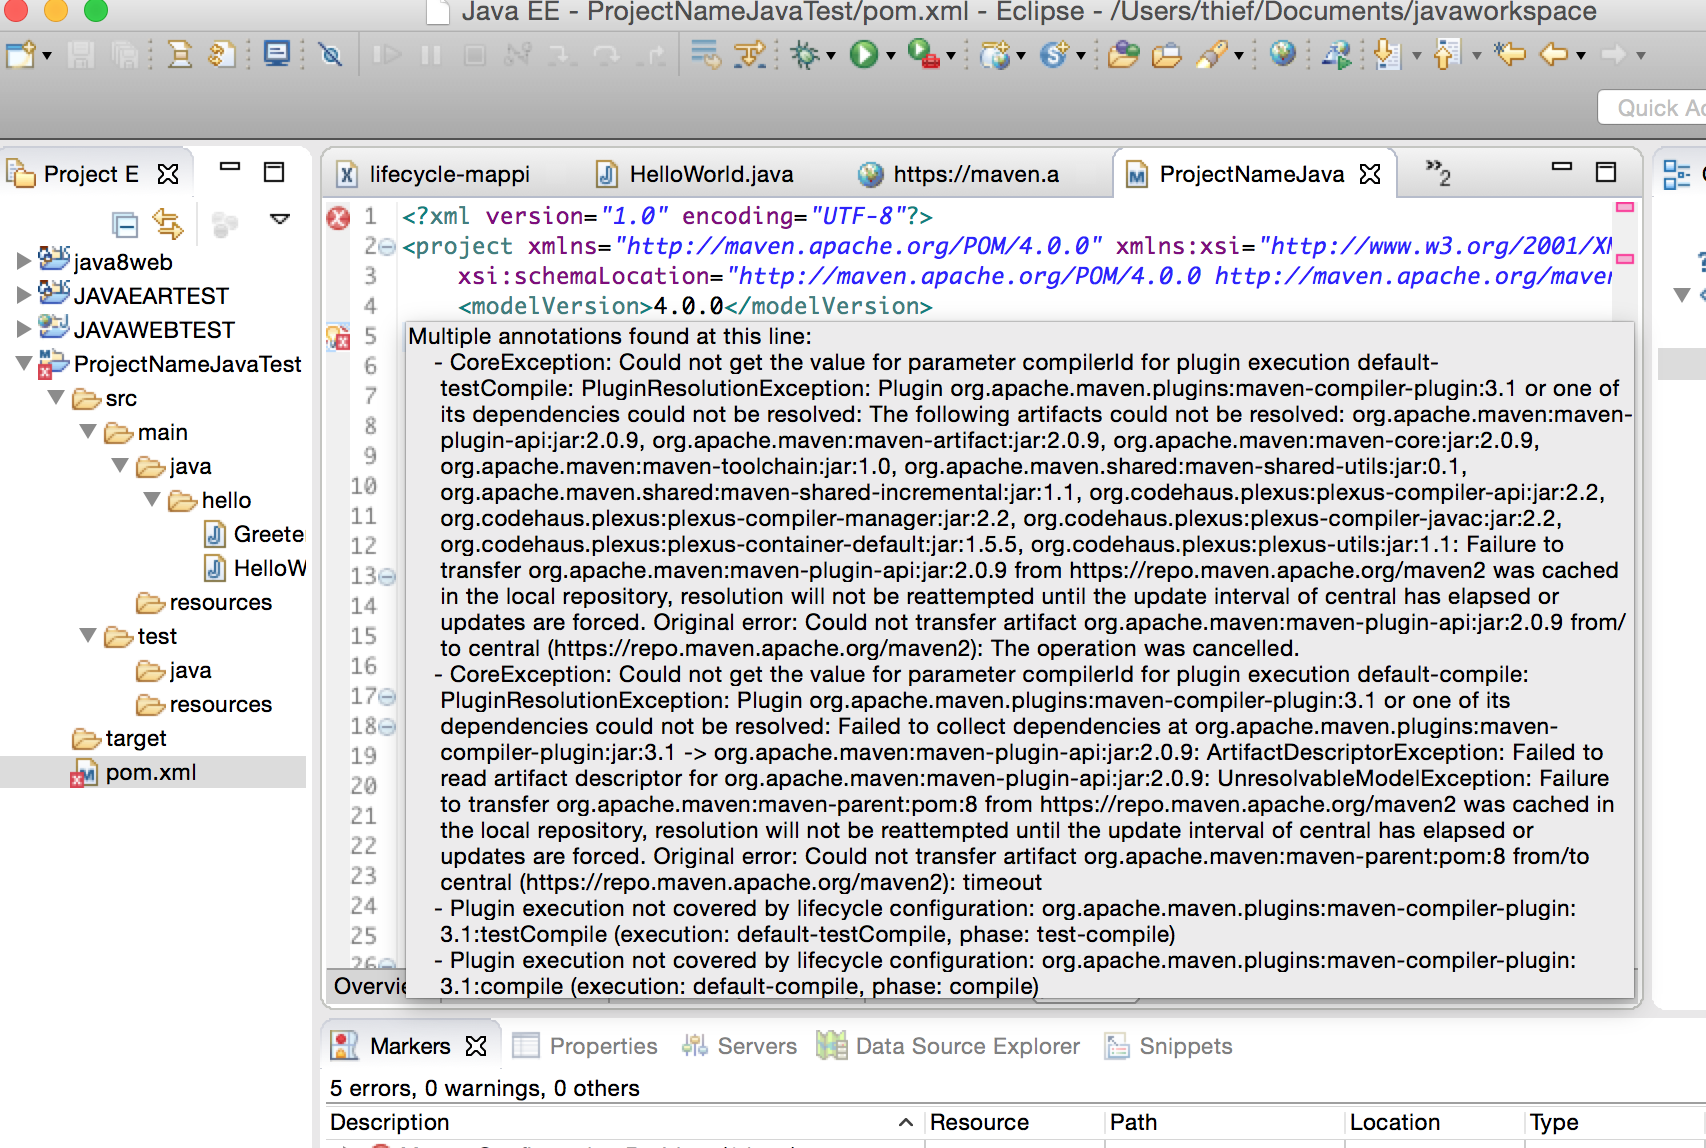 Java EE - ProjectNameJavaTest/pom.xml - Eclipse - /Users/thief/Documents/javaworkspace
Quick Ac
Project E
lifecycle-mappi
HelloWorld.java
https://maven.a
ProjectNameJava
»2
java8web
JAVAEARTEST
JAVAWEBTEST
ProjectNameJavaTest
src
main
java
hello
Greete
HelloW
resources
test
java
resources
target
pom.xml
1 <?xml version="1.0" encoding="UTF-8"?>
2 <project xmlns="http://maven.apache.org/POM/4.0.0" xmlns:xsi="http://www.w3.org/2001/XM
3 xsi:schemaLocation="http://maven.apache.org/POM/4.0.0 http://maven.apache.org/maven
4 <modelVersion>4.0.0</modelVersion>
5
6
7
8
9
10
11
12
13
14
15
16
17
18
19
20
21
22
23
24
25
26
Multiple annotations found at this line:
- CoreException: Could not get the value for parameter compilerId for plugin execution default-
testCompile: PluginResolutionException: Plugin org.apache.maven.plugins:maven-compiler-plugin:3.1 or one of
its dependencies could not be resolved: The following artifacts could not be resolved: org.apache.maven:maven-
plugin-api:jar:2.0.9, org.apache.maven:maven-artifact:jar:2.0.9, org.apache.maven:maven-core:jar:2.0.9,
org.apache.maven:maven-toolchain:jar:1.0, org.apache.maven.shared:maven-shared-utils:jar:0.1,
org.apache.maven.shared:maven-shared-incremental:jar:1.1, org.codehaus.plexus:plexus-compiler-api:jar:2.2,
org.codehaus.plexus:plexus-compiler-manager:jar:2.2, org.codehaus.plexus:plexus-compiler-javac:jar:2.2,
org.codehaus.plexus:plexus-container-default:jar:1.5.5, org.codehaus.plexus:plexus-utils:jar:1.1: Failure to
transfer org.apache.maven:maven-plugin-api:jar:2.0.9 from https://repo.maven.apache.org/maven2 was cached
in the local repository, resolution will not be reattempted until the update interval of central has elapsed or
updates are forced. Original error: Could not transfer artifact org.apache.maven:maven-plugin-api:jar:2.0.9 from/
to central (https://repo.maven.apache.org/maven2): The operation was cancelled.
- CoreException: Could not get the value for parameter compilerId for plugin execution default-compile:
PluginResolutionException: Plugin org.apache.maven.plugins:maven-compiler-plugin:3.1 or one of its
dependencies could not be resolved: Failed to collect dependencies at org.apache.maven.plugins:maven-
compiler-plugin:jar:3.1 -> org.apache.maven:maven-plugin-api:jar:2.0.9: ArtifactDescriptorException: Failed to
read artifact descriptor for org.apache.maven:maven-plugin-api:jar:2.0.9: UnresolvableModelException: Failure
to transfer org.apache.maven:maven-parent:pom:8 from https://repo.maven.apache.org/maven2 was cached in
the local repository, resolution will not be reattempted until the update interval of central has elapsed or
updates are forced. Original error: Could not transfer artifact org.apache.maven:maven-parent:pom:8 from/to
central (https://repo.maven.apache.org/maven2): timeout
- Plugin execution not covered by lifecycle configuration: org.apache.maven.plugins:maven-compiler-plugin:
3.1:testCompile (execution: default-testCompile, phase: test-compile)
- Plugin execution not covered by lifecycle configuration: org.apache.maven.plugins:maven-compiler-plugin:
3.1:compile (execution: default-compile, phase: compile)
Overvie
Markers
Properties
Servers
Data Source Explorer
Snippets
5 errors, 0 warnings, 0 others
Description
Resource
Path
Location
Type